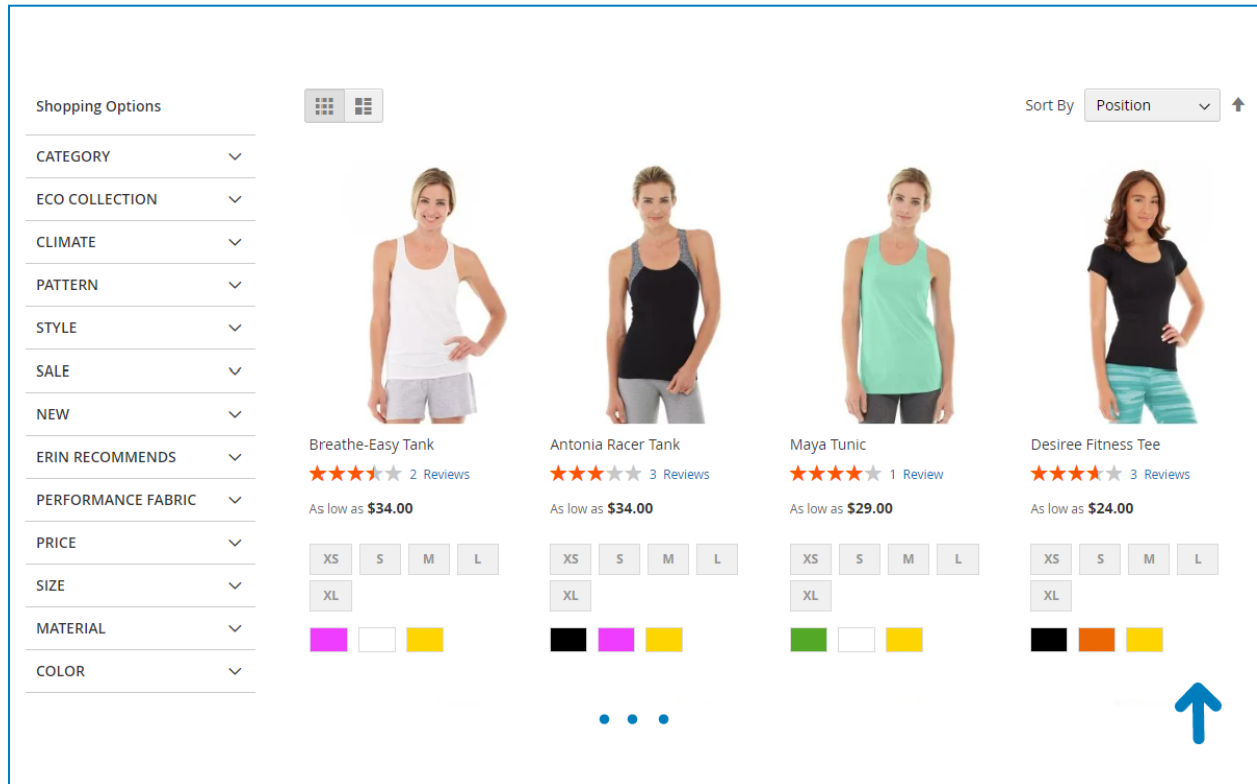 Shopping Options
Sort By Position
CATEGORY
ECO COLLECTION
CLIMATE
PATTERN
STYLE
SALE
NEW
ERIN RECOMMENDS
PERFORMANCE FABRIC
PRICE
SIZE
MATERIAL
COLOR
Breathe-Easy Tank
2 Reviews
As low as $34.00
XS S M L
XL
Antonia Racer Tank
3 Reviews
As low as $34.00
XS S M L
XL
Maya Tunic
1 Review
As low as $29.00
XS S M L
XL
Desiree Fitness Tee
3 Reviews
As low as $24.00
XS S M L
XL